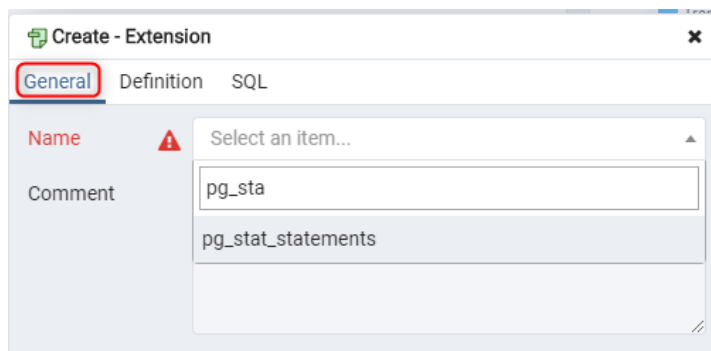 Create - Extension
General Definition SQL
Name Select an item...
Comment pg_sta
pg_stat_statements